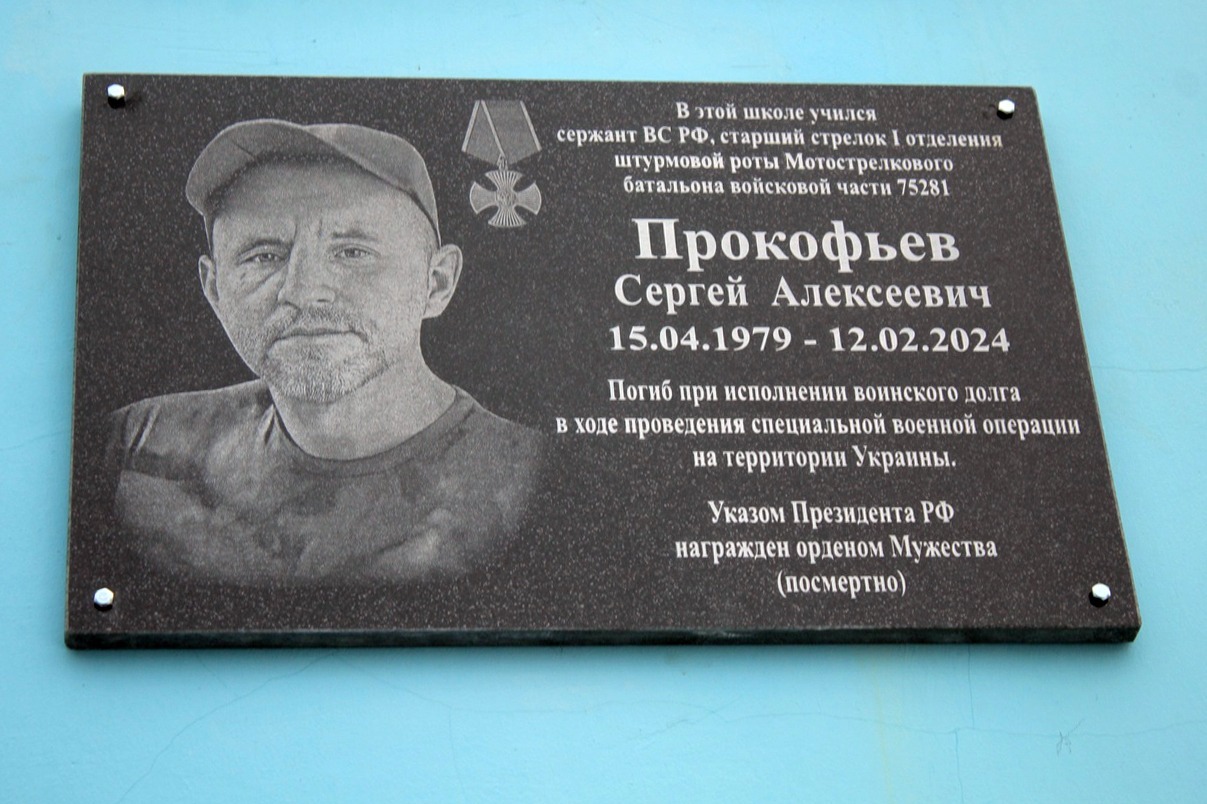 В этой школе учился
сержант ВС РФ, старший стрелок I отделения
штурмовой роты Мотострелкового
батальона войсковой части 75281
Прокофьев
Сергей Алексеевич
15.04.1979 - 12.02.2024
Погиб при исполнении воинского долга
в ходе проведения специальной военной операции
на территории Украины.
Указом Президента РФ
награжден орденом Мужества
(посмертно)